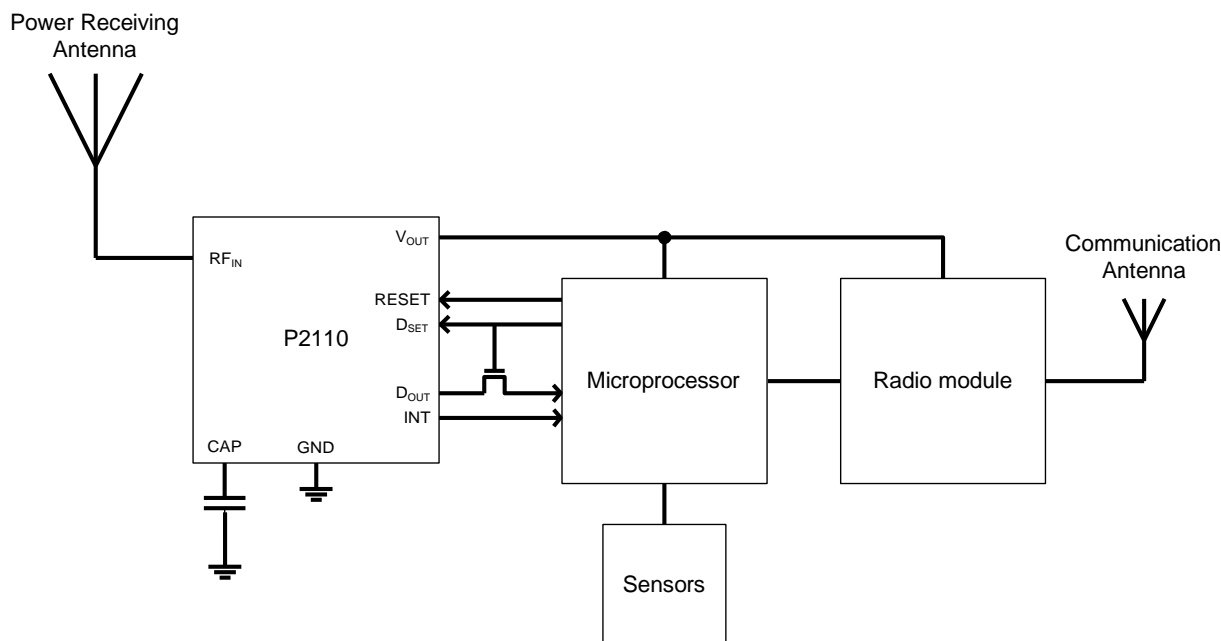 Power Receiving
Antenna
V_OUT
RF_IN
Communication
Antenna
RESET
D_SET
P2110
Microprocessor
Radio module
D_OUT
INT
CAP
GND
Sensors